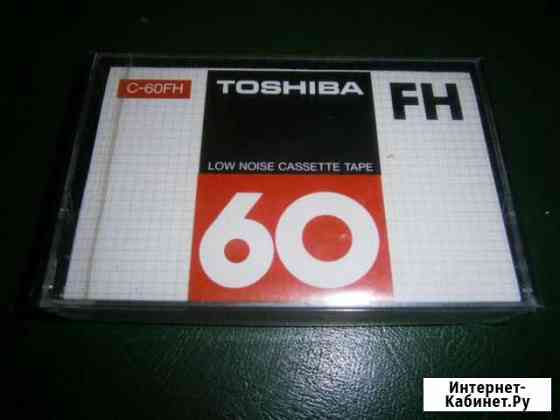 C-60FH
TOSHIBA
FH
LOW NOISE CASSETTE TAPE
60
Интернет-
Кабинет.Ру